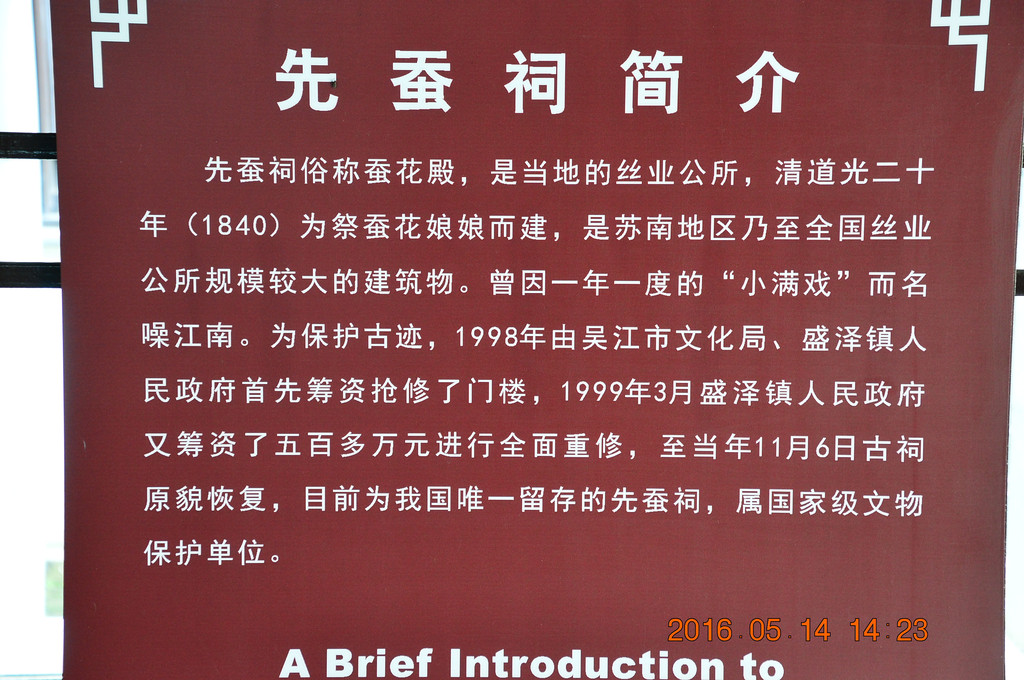 先蚕祠简介
先蚕祠俗称蚕花殿，是当地的丝业公所，清道光二十
年（1840）为祭蚕花娘娘而建，是苏南地区乃至全国丝业
公所规模较大的建筑物。曾因一年一度的“小满戏”而名
噪江南。为保护古迹，1998年由吴江市文化局、盛泽镇人
民政府首先筹资抢修了门楼，1999年3月盛泽镇人民政府
又筹资了五百多万元进行全面重修，至当年11月6日古祠
原貌恢复，目前为我国唯一留存的先蚕祠，属国家级文物
保护单位。
2016.05.14 14:23
A Brief Introduction to